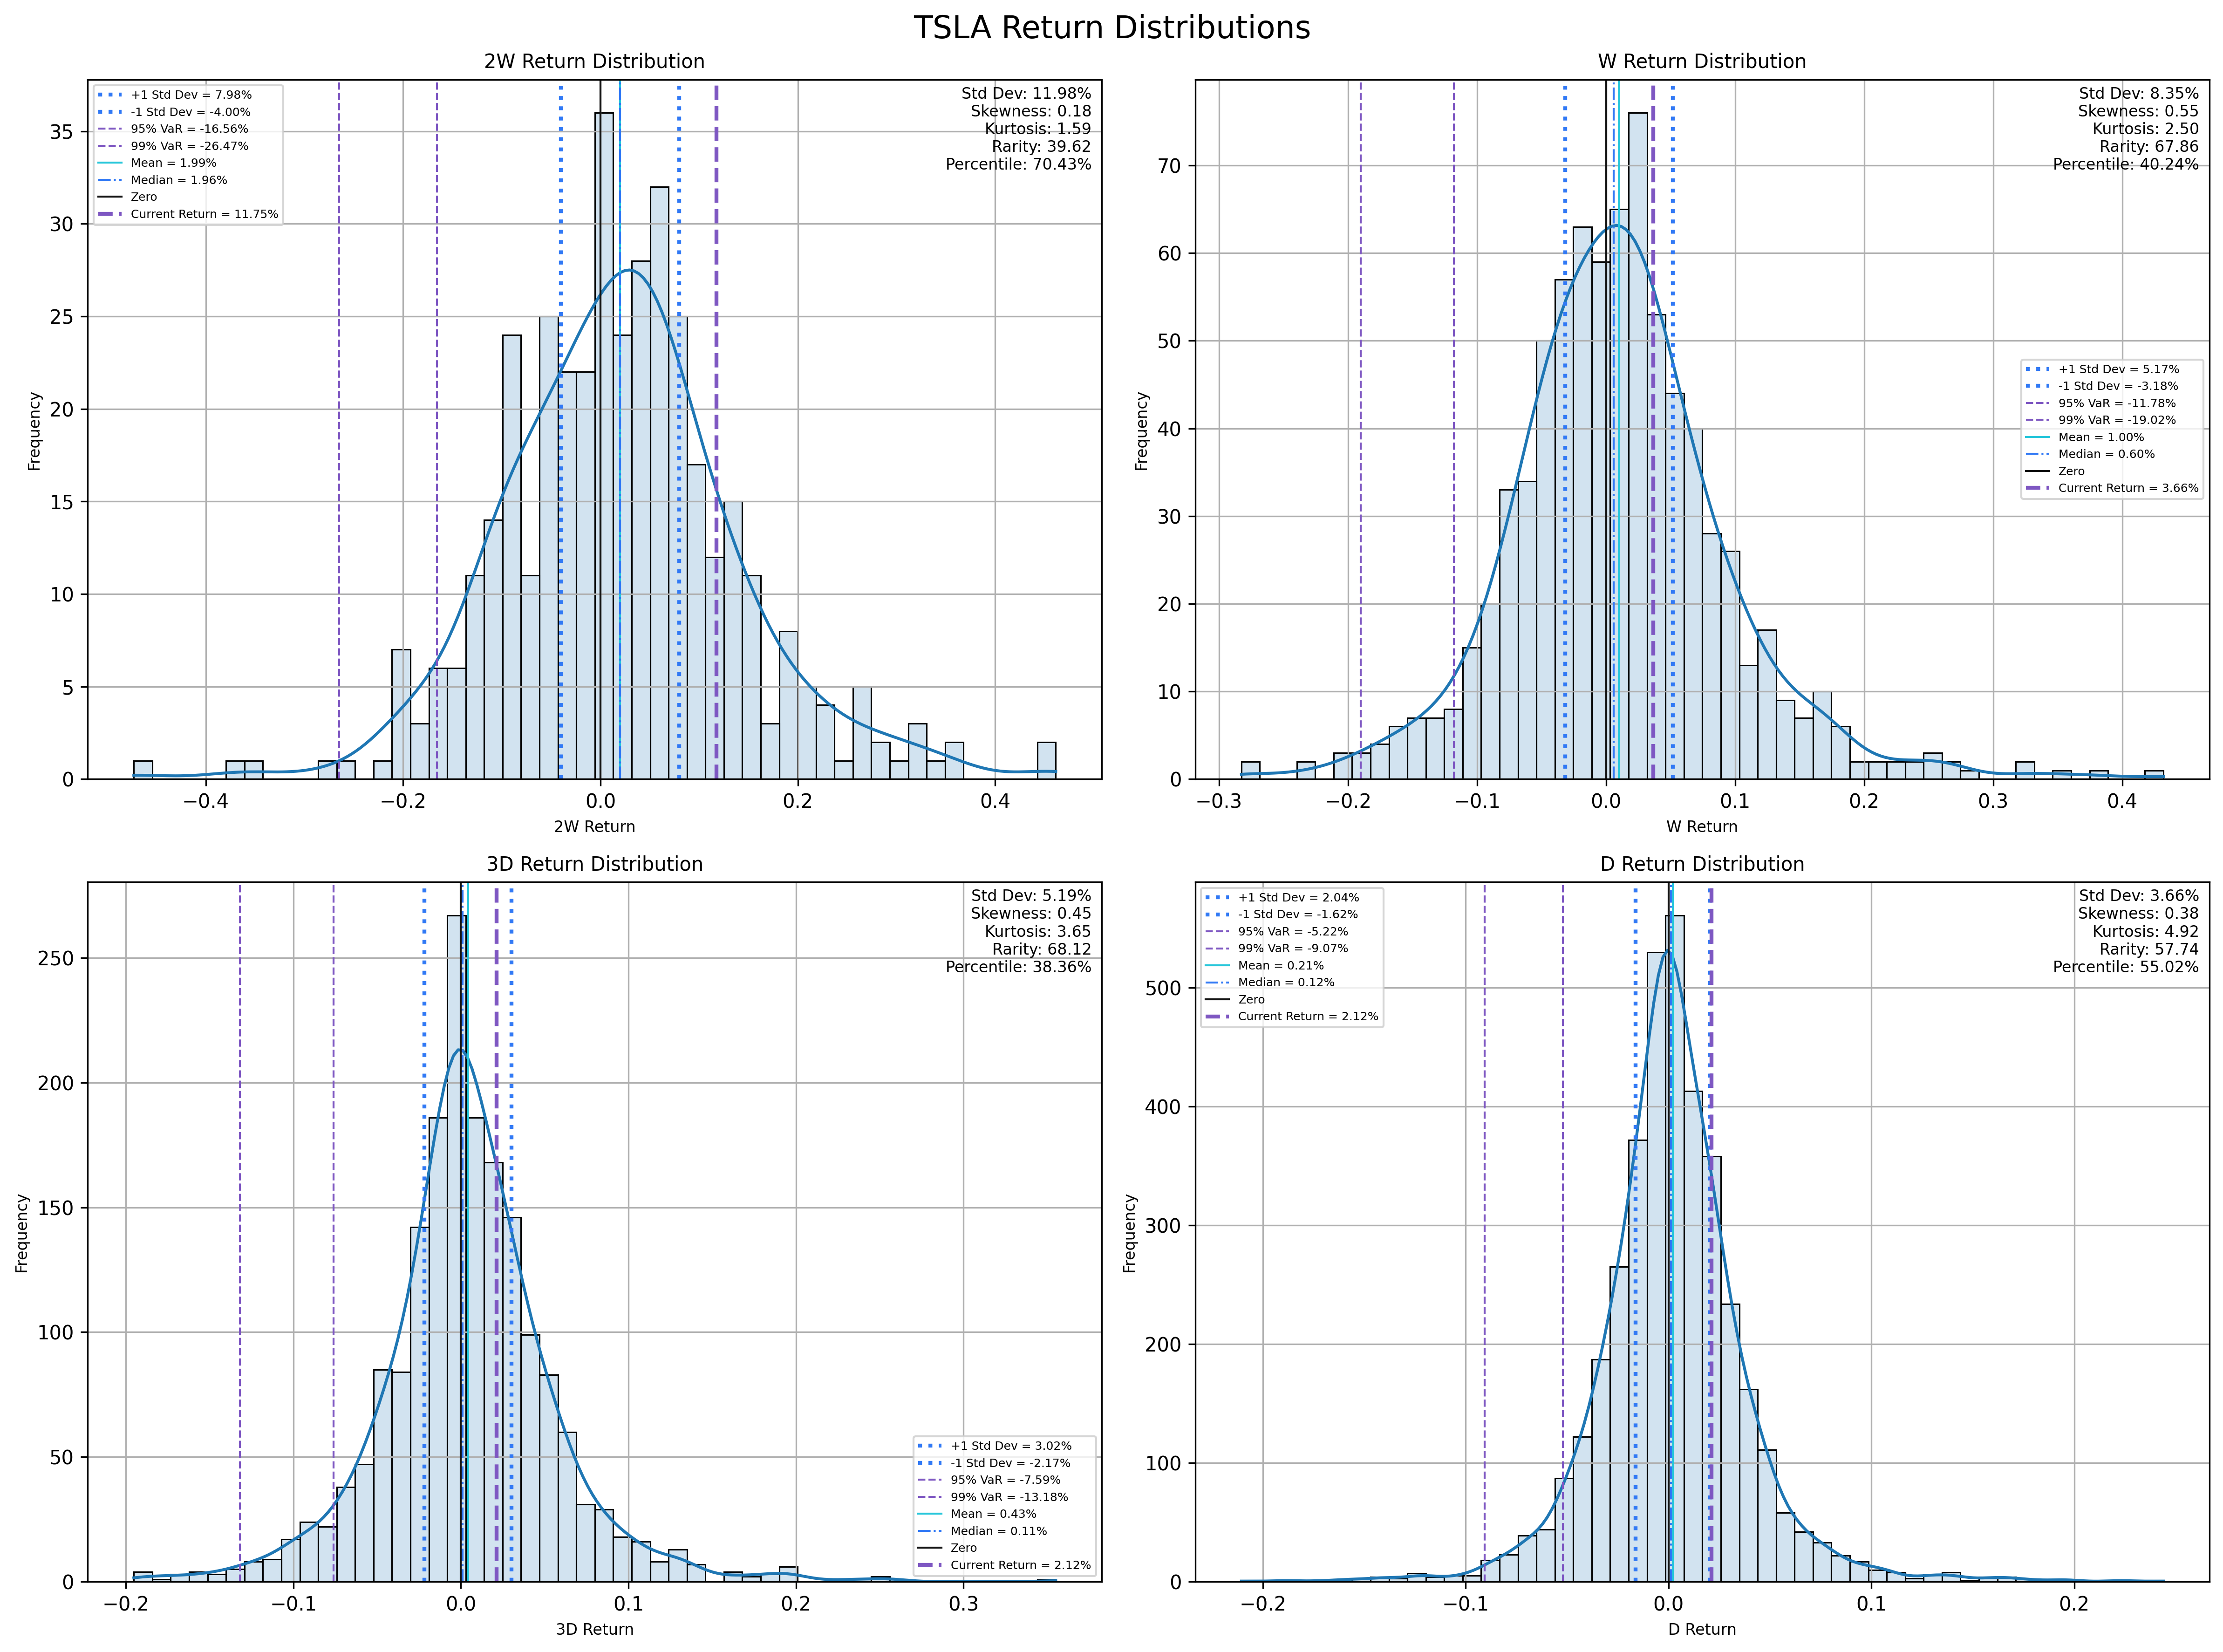 TSLA Return Distributions
2W Return Distribution
+1 Std Dev = 7.98%
-1 Std Dev = -4.00%
95% VaR = -16.56%
99% VaR = -26.47%
Mean = 1.99%
Median = 1.96%
Zero
Current Return = 11.75%
Std Dev: 11.98%
Skewness: 0.18
Kurtosis: 1.59
Rarity: 39.62
Percentile: 70.43%
Frequency
35
30
25
20
15
10
5
0
−0.4 −0.2 0.0 0.2 0.4
2W Return
W Return Distribution
Std Dev: 8.35%
Skewness: 0.55
Kurtosis: 2.50
Rarity: 67.86
Percentile: 40.24%
+1 Std Dev = 5.17%
-1 Std Dev = -3.18%
95% VaR = -11.78%
99% VaR = -19.02%
Mean = 1.00%
Median = 0.60%
Zero
Current Return = 3.66%
Frequency
70
60
50
40
30
20
10
0
−0.3 −0.2 −0.1 0.0 0.1 0.2 0.3 0.4
W Return
3D Return Distribution
Std Dev: 5.19%
Skewness: 0.45
Kurtosis: 3.65
Rarity: 68.12
Percentile: 38.36%
+1 Std Dev = 3.02%
-1 Std Dev = -2.17%
95% VaR = -7.59%
99% VaR = -13.18%
Mean = 0.43%
Median = 0.11%
Zero
Current Return = 2.12%
Frequency
250
200
150
100
50
0
−0.2 −0.1 0.0 0.1 0.2 0.3
3D Return
D Return Distribution
+1 Std Dev = 2.04%
-1 Std Dev = -1.62%
95% VaR = -5.22%
99% VaR = -9.07%
Mean = 0.21%
Median = 0.12%
Zero
Current Return = 2.12%
Std Dev: 3.66%
Skewness: 0.38
Kurtosis: 4.92
Rarity: 57.74
Percentile: 55.02%
Frequency
500
400
300
200
100
0
−0.2 −0.1 0.0 0.1 0.2
D Return